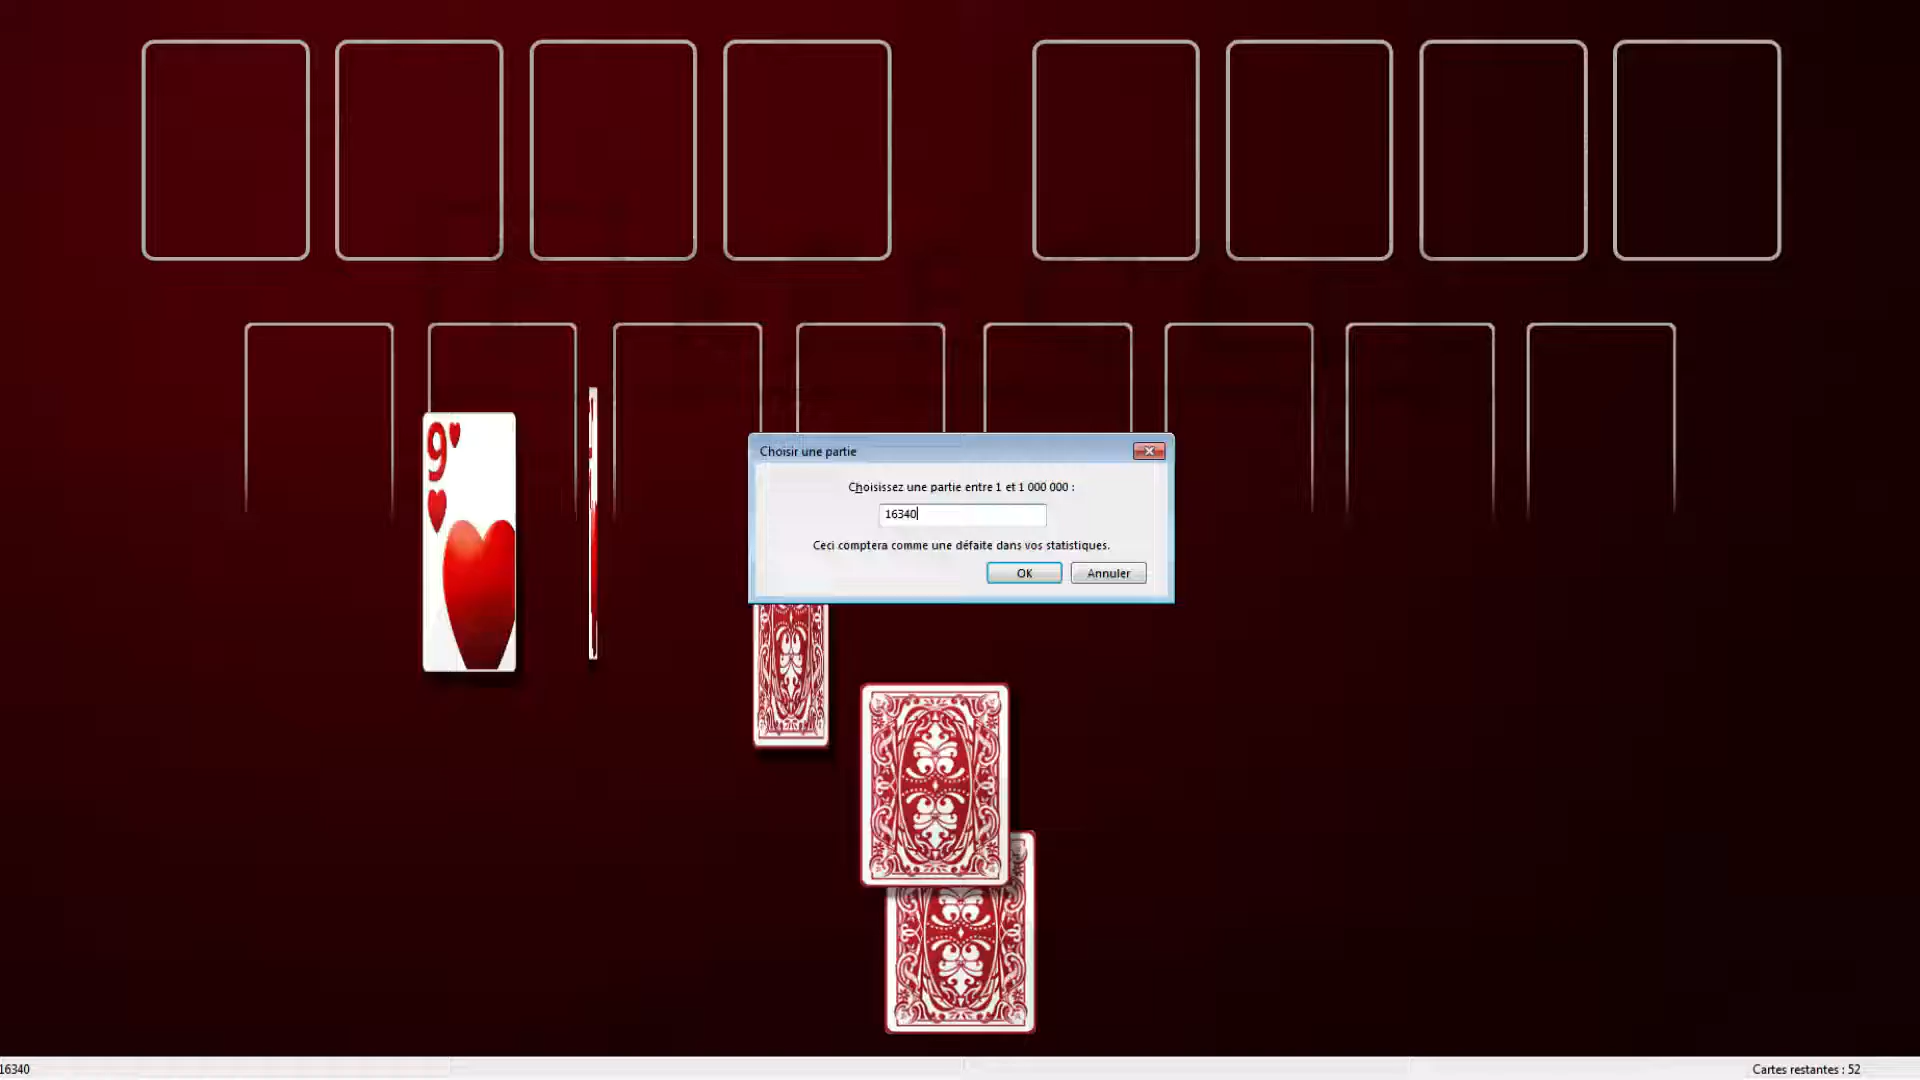 9
Choisir une partie
Choisissez une partie entre 1 et 1 000 000 :
16340
Ceci comptera comme une défaite dans vos statistiques.
OK
Annuler
16340
Cartes restantes : 52